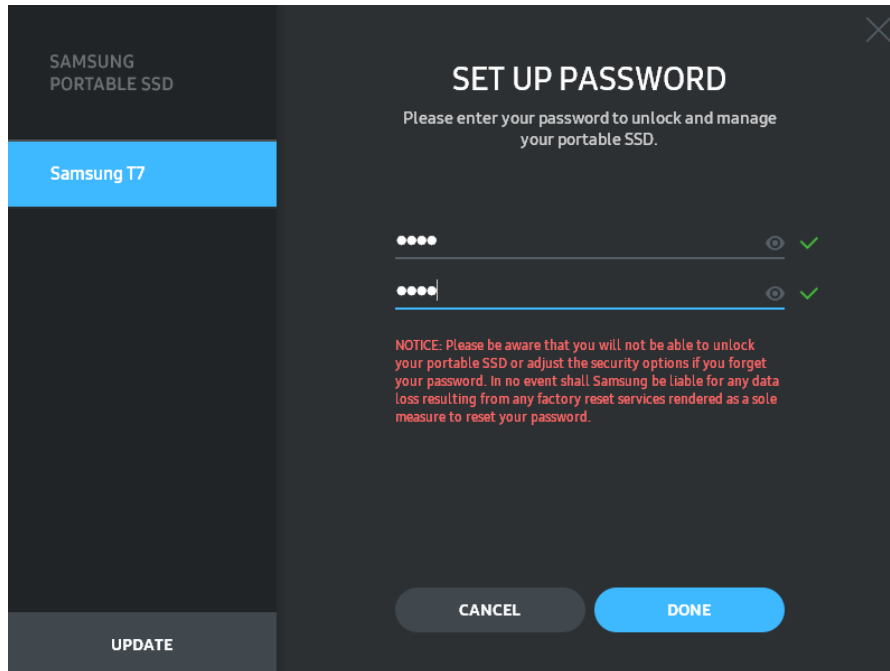 SAMSUNG
PORTABLE SSD
Samsung T7
UPDATE
SET UP PASSWORD
Please enter your password to unlock and manage
your portable SSD.
••••
••••
NOTICE: Please be aware that you will not be able to unlock
your portable SSD or adjust the security options if you forget
your password. In no event shall Samsung be liable for any data
loss resulting from any factory reset services rendered as a sole
measure to reset your password.
CANCEL
DONE